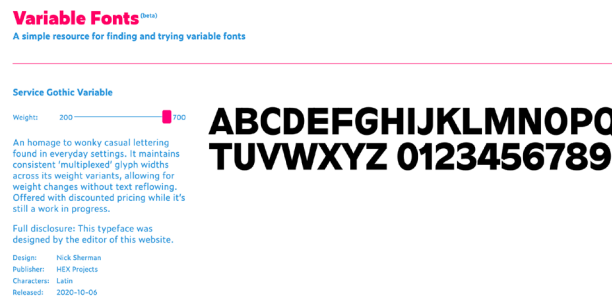 Variable Fonts (beta)
A simple resource for finding and trying variable fonts
Service Gothic Variable
Weight: 200 700
An homage to wonky casual lettering
found in everyday settings. It maintains
consistent ‘multiplexed’ glyph widths
across its weight variants, allowing for
weight changes without text reflowing.
Offered with discounted pricing while it’s
still a work in progress.
Full disclosure: This typeface was
designed by the editor of this website.
Design: Nick Sherman
Publisher: HEX Projects
Characters: Latin
Released: 2020-10-06
ABCDEFGHIJKLMNOPQ
TUVWXYZ 0123456789